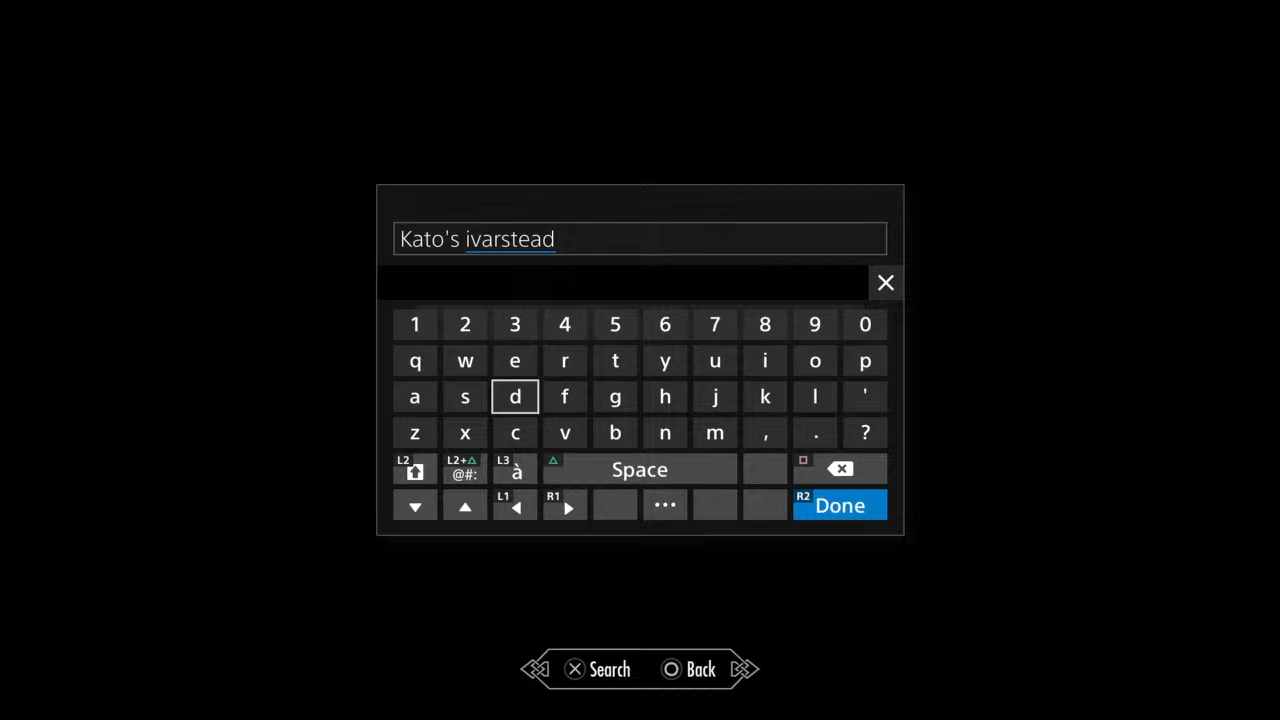 Kato's ivarstead
1 2 3 4 5 6 7 8 9 0
q w e r t y u i o p
a s d f g h j k l '
z x c v b n m , . ?
L2 L2+△ @#: L3 à △ Space
L1 R1 ... R2 Done
Search Back